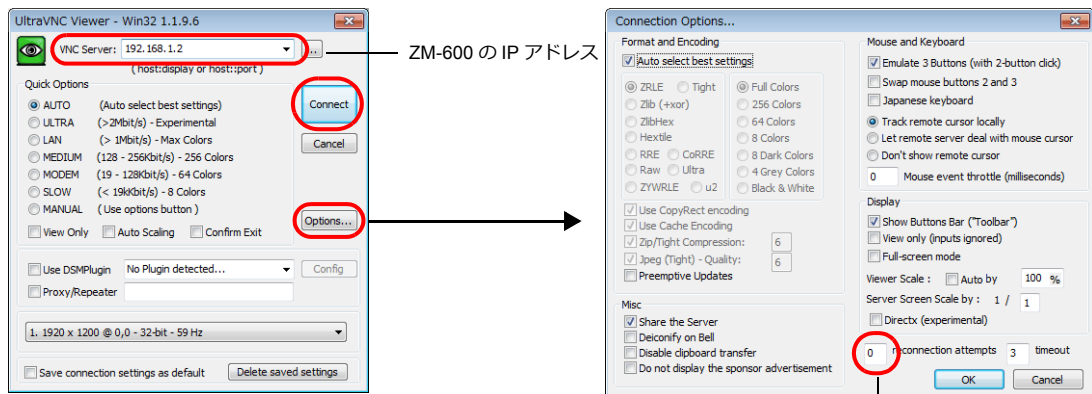 UltraVNC Viewer - Win32 1.1.9.6
VNC Server: 192.168.1.2 ...
( host:display or host::port )
ZM-600 の IP アドレス
Quick Options
AUTO (Auto select best settings)
ULTRA (>2Mbit/s) - Experimental
LAN (> 1Mbit/s) - Max Colors
MEDIUM (128 - 256Kbit/s) - 256 Colors
MODEM (19 - 128Kbit/s) - 64 Colors
SLOW (< 19kKbit/s) - 8 Colors
MANUAL (Use options button )
View Only Auto Scaling Confirm Exit
Connect
Cancel
Options...
Use DSMPlugin No Plugin detected... Config
Proxy/Repeater
1. 1920 x 1200 @ 0,0 - 32-bit - 59 Hz
Save connection settings as default Delete saved settings
Connection Options...
Format and Encoding
Auto select best settings
ZRLE Tight
Zlib (+xor)
ZlibHex
Hextile
RRE CoRRE
Raw Ultra
ZYWRLE u2
Full Colors
256 Colors
64 Colors
8 Colors
8 Dark Colors
4 Grey Colors
Black & White
Use CopyRect encoding
Use Cache Encoding
Zip/Tight Compression: 6
Jpeg (Tight) - Quality: 6
Preemptive Updates
Misc
Share the Server
Deiconify on Bell
Disable clipboard transfer
Do not display the sponsor advertisement
Mouse and Keyboard
Emulate 3 Buttons (with 2-button click)
Swap mouse buttons 2 and 3
Japanese keyboard
Track remote cursor locally
Let remote server deal with mouse cursor
Don't show remote cursor
0 Mouse event throttle (milliseconds)
Display
Show Buttons Bar ("Toolbar")
View only (inputs ignored)
Full-screen mode
Viewer Scale : Auto by 100 %
Server Screen Scale by : 1 / 1
Directx (experimental)
0 reconnection attempts 3 timeout
OK Cancel